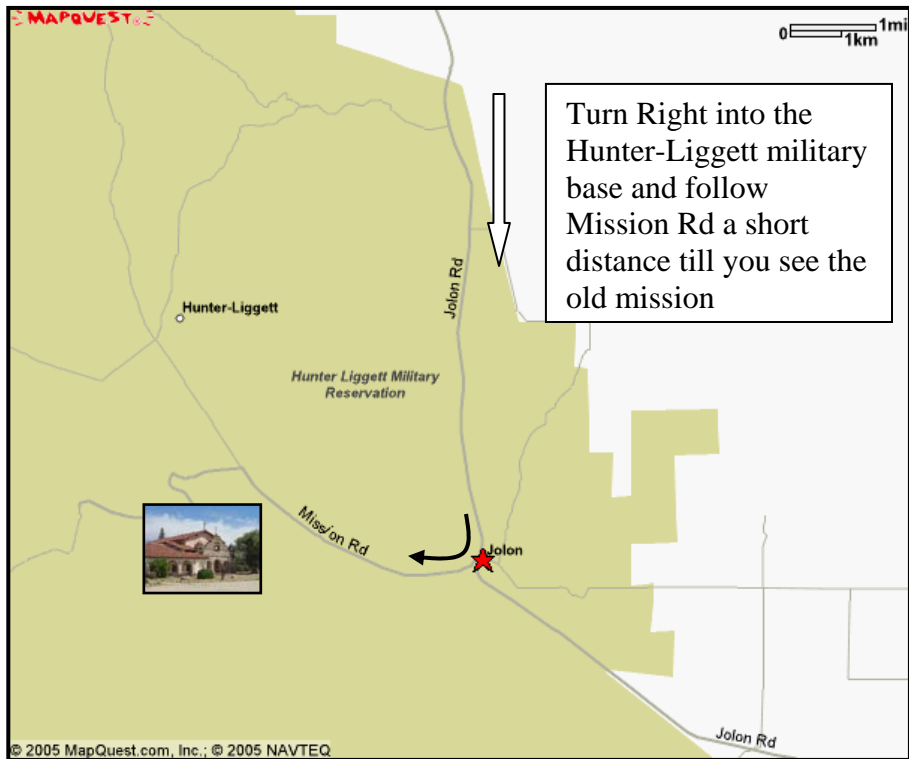 MAPQUEST
0 1mi
1km
Turn Right into the
Hunter-Liggett military
base and follow
Mission Rd a short
distance till you see the
old mission
Jolon Rd
Hunter-Liggett
Hunter Liggett Military
Reservation
Mission Rd
Jolon
Jolon Rd
© 2005 MapQuest.com, Inc.; © 2005 NAVTEQ